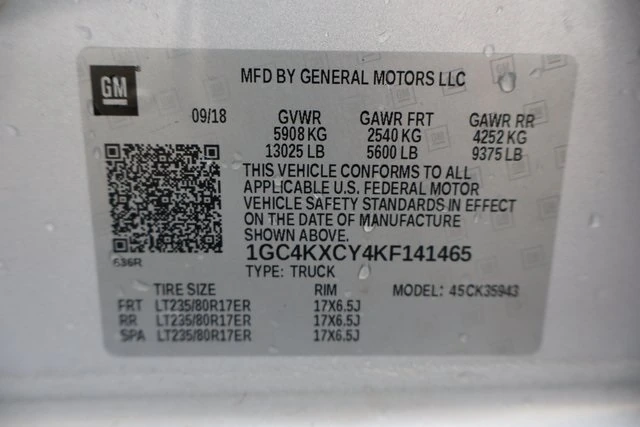 GM
MFD BY GENERAL MOTORS LLC
09/18 GVWR GAWR FRT GAWR RR
5908 KG 2540 KG 4252 KG
13025 LB 5600 LB 9375 LB
THIS VEHICLE CONFORMS TO ALL
APPLICABLE U.S. FEDERAL MOTOR
VEHICLE SAFETY STANDARDS IN EFFECT
ON THE DATE OF MANUFACTURE
SHOWN ABOVE.
636R 1GC4KXCY4KF141465
TYPE: TRUCK
TIRE SIZE RIM MODEL: 45CK35943
FRT LT235/80R17ER 17X6.5J
RR LT235/80R17ER 17X6.5J
SPA LT235/80R17ER 17X6.5J